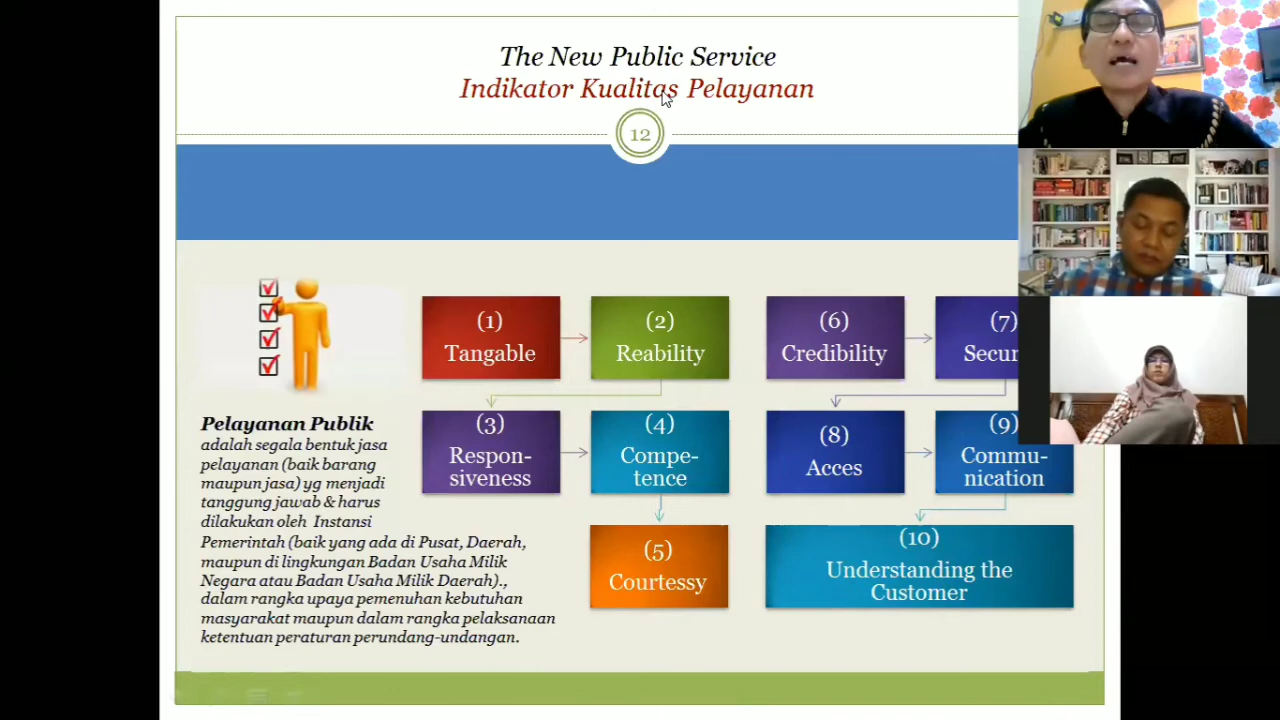 The New Public Service
Indikator Kualitas Pelayanan
12
(1)
Tangable
(2)
Reability
(3)
Respon-
siveness
(4)
Compe-
tence
(5)
Courtessy
(6)
Credibility
(7)
(8)
Acces
(9)
Commu-
nication
(10)
Understanding the
Customer
Pelayanan Publik
adalah segala bentuk jasa
pelayanan (baik barang
maupun jasa) yg menjadi
tanggung jawab & harus
dilakukan oleh Instansi
Pemerintah (baik yang ada di Pusat, Daerah,
maupun di lingkungan Badan Usaha Milik
Negara atau Badan Usaha Milik Daerah).,
dalam rangka upaya pemenuhan kebutuhan
masyarakat maupun dalam rangka pelaksanaan
ketentuan peraturan perundang-undangan.